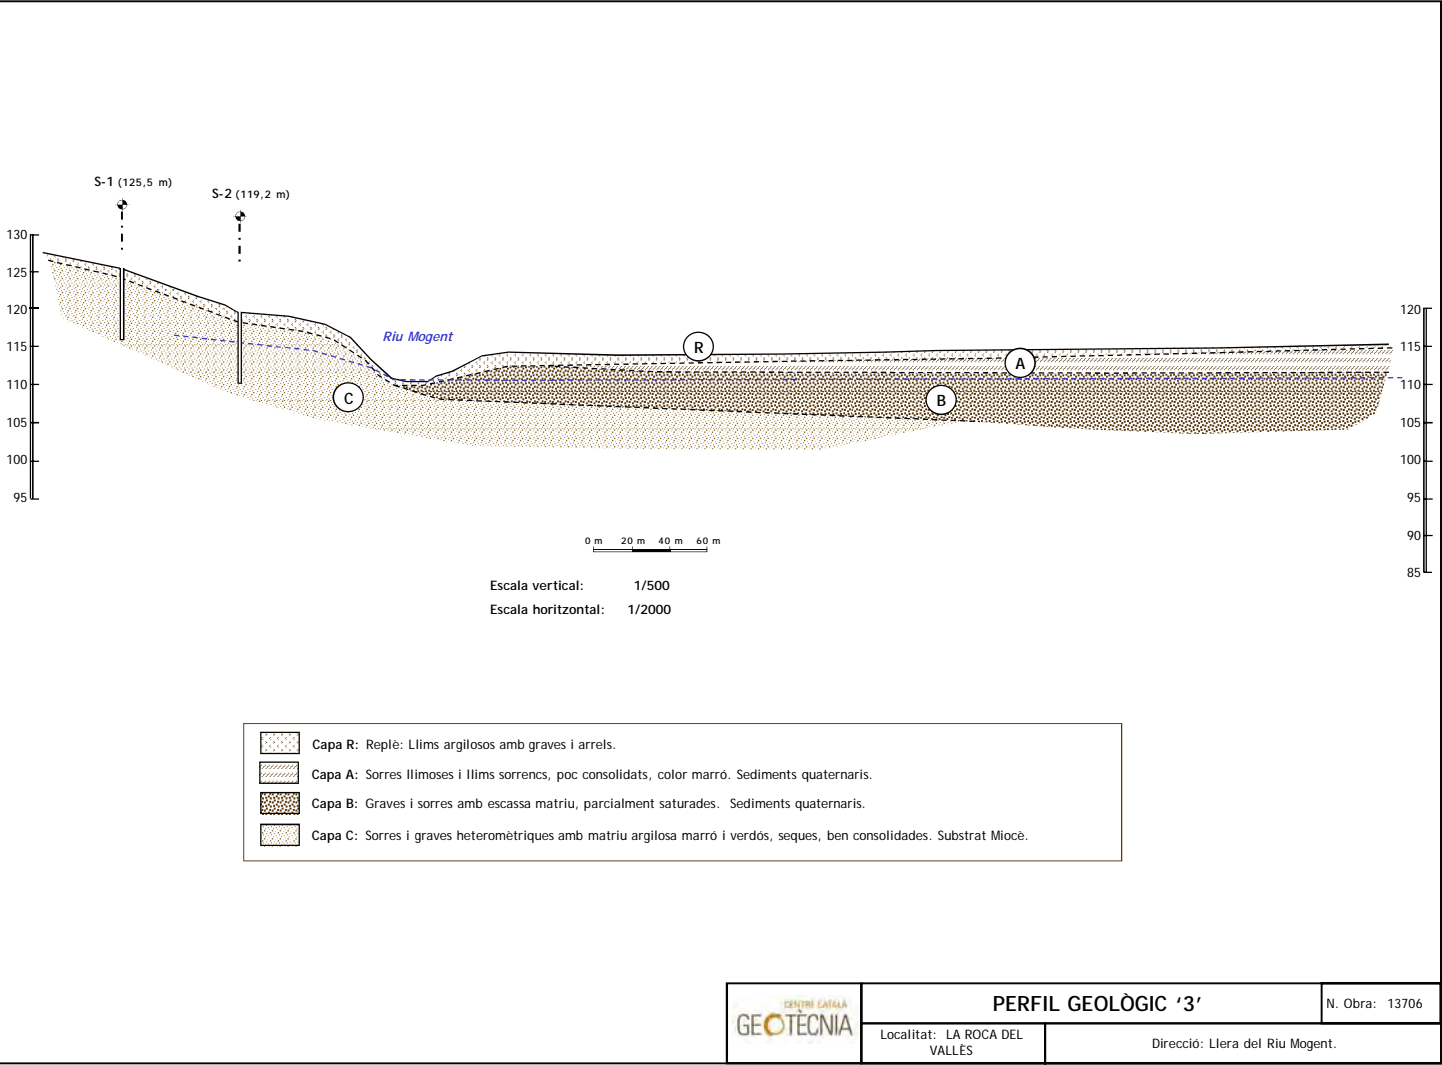 S-1 (125,5 m)
S-2 (119,2 m)
130
125
120
115
110
105
100
95
Riu Mogent
R
A
B
C
120
115
110
105
100
95
90
85
0 m 20 m 40 m 60 m
Escala vertical: 1/500
Escala horitzontal: 1/2000
Capa R: Replè: Llims argilosos amb graves i arrels.
Capa A: Sorres llimoses i llims sorrencs, poc consolidats, color marró. Sediments quaternaris.
Capa B: Graves i sorres amb escassa matriu, parcialment saturades. Sediments quaternaris.
Capa C: Sorres i graves heteromètriques amb matriu argilosa marró i verdós, seques, ben consolidades. Substrat Miocè.
CENTRE CATALÀ
GEOTÈCNIA
PERFIL GEOLÒGIC ‘3’
N. Obra: 13706
Localitat: LA ROCA DEL
VALLÈS
Direcció: Llera del Riu Mogent.